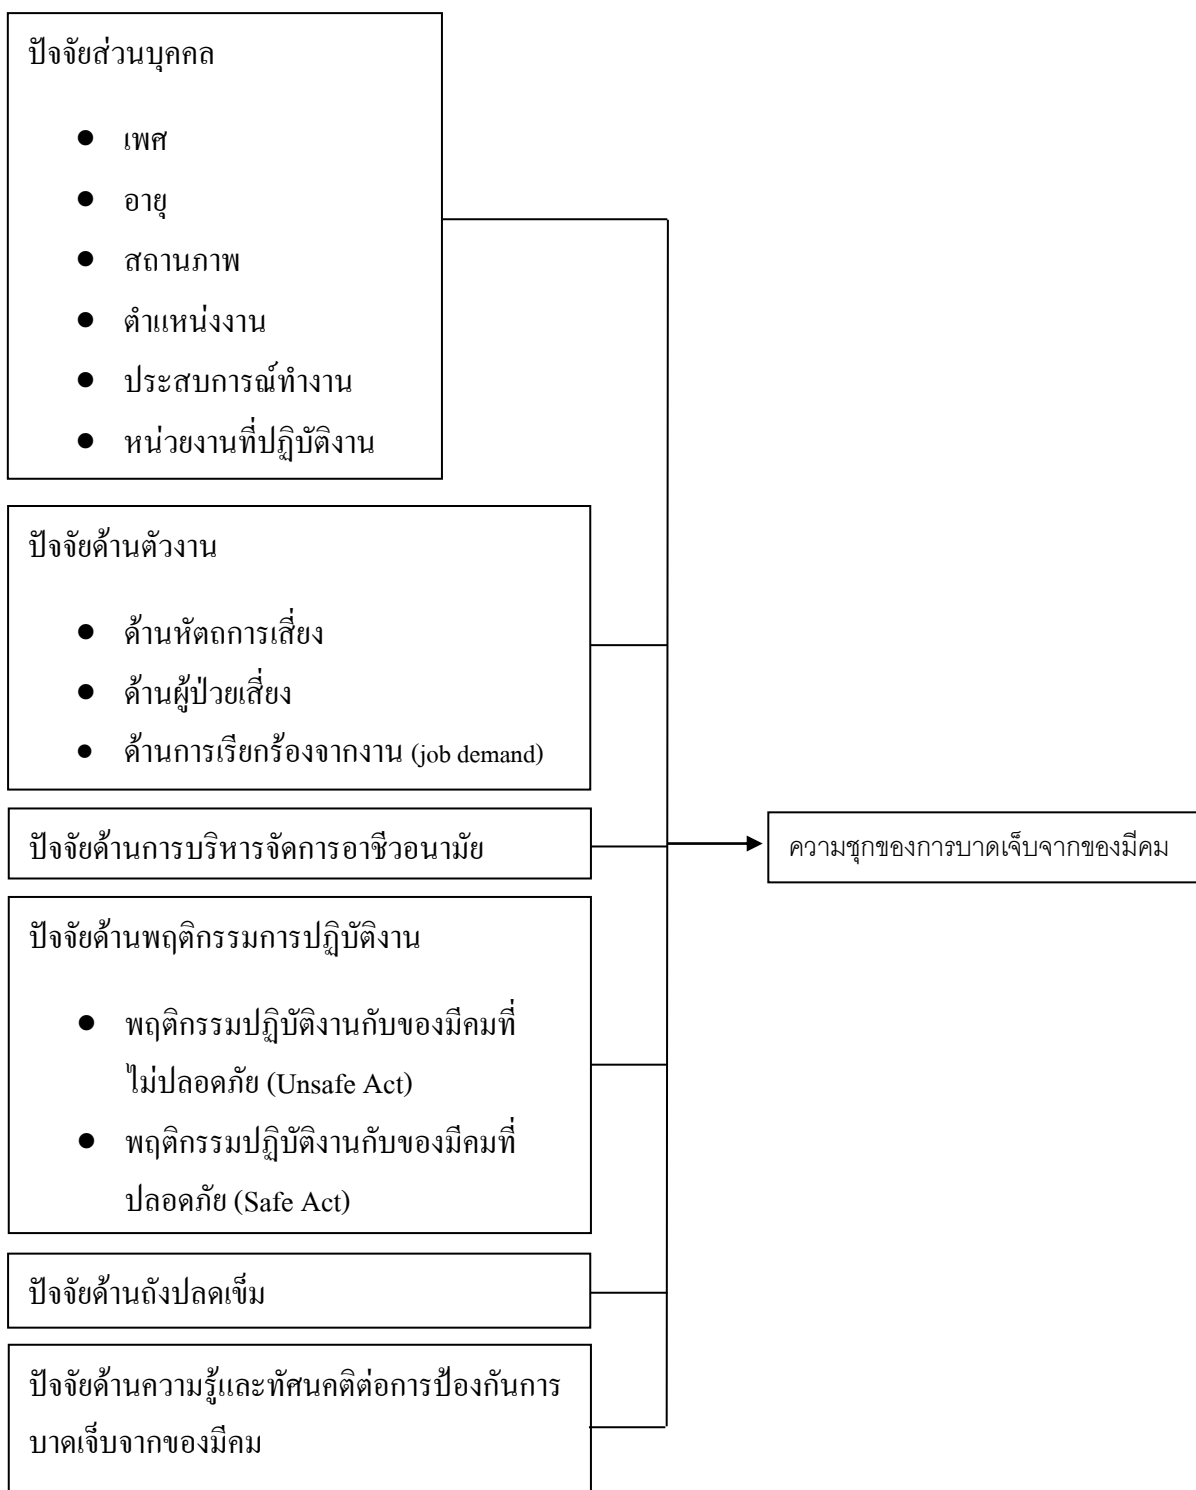 ปัจจัยส่วนบุคคล
● เพศ
● อายุ
● สถานภาพ
● ตำแหน่งงาน
● ประสบการณ์ทำงาน
● หน่วยงานที่ปฏิบัติงาน
ปัจจัยด้านตัวงาน
● ด้านหัตถการเสี่ยง
● ด้านผู้ป่วยเสี่ยง
● ด้านการเรียกร้องจากงาน (job demand)
ปัจจัยด้านการบริหารจัดการอาชีวอนามัย
ความชุกของการบาดเจ็บจากของมีคม
ปัจจัยด้านพฤติกรรมการปฏิบัติงาน
● พฤติกรรมปฏิบัติงานกับของมีคมที่
ไม่ปลอดภัย (Unsafe Act)
● พฤติกรรมปฏิบัติงานกับของมีคมที่
ปลอดภัย (Safe Act)
ปัจจัยด้านถังปลดเข็ม
ปัจจัยด้านความรู้และทัศนคติต่อการป้องกันการ
บาดเจ็บจากของมีคม